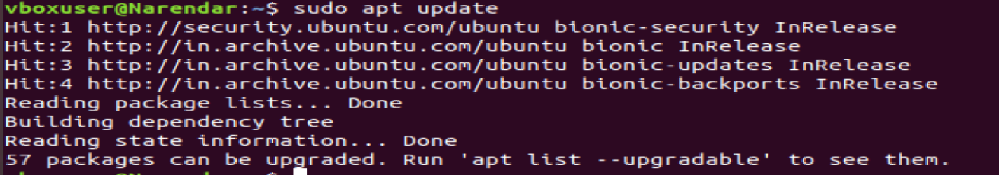 vboxuser@Narendar:~$ sudo apt update
Hit:1 http://security.ubuntu.com/ubuntu bionic-security InRelease
Hit:2 http://in.archive.ubuntu.com/ubuntu bionic InRelease
Hit:3 http://in.archive.ubuntu.com/ubuntu bionic-updates InRelease
Hit:4 http://in.archive.ubuntu.com/ubuntu bionic-backports InRelease
Reading package lists... Done
Building dependency tree
Reading state information... Done
57 packages can be upgraded. Run 'apt list --upgradable' to see them.